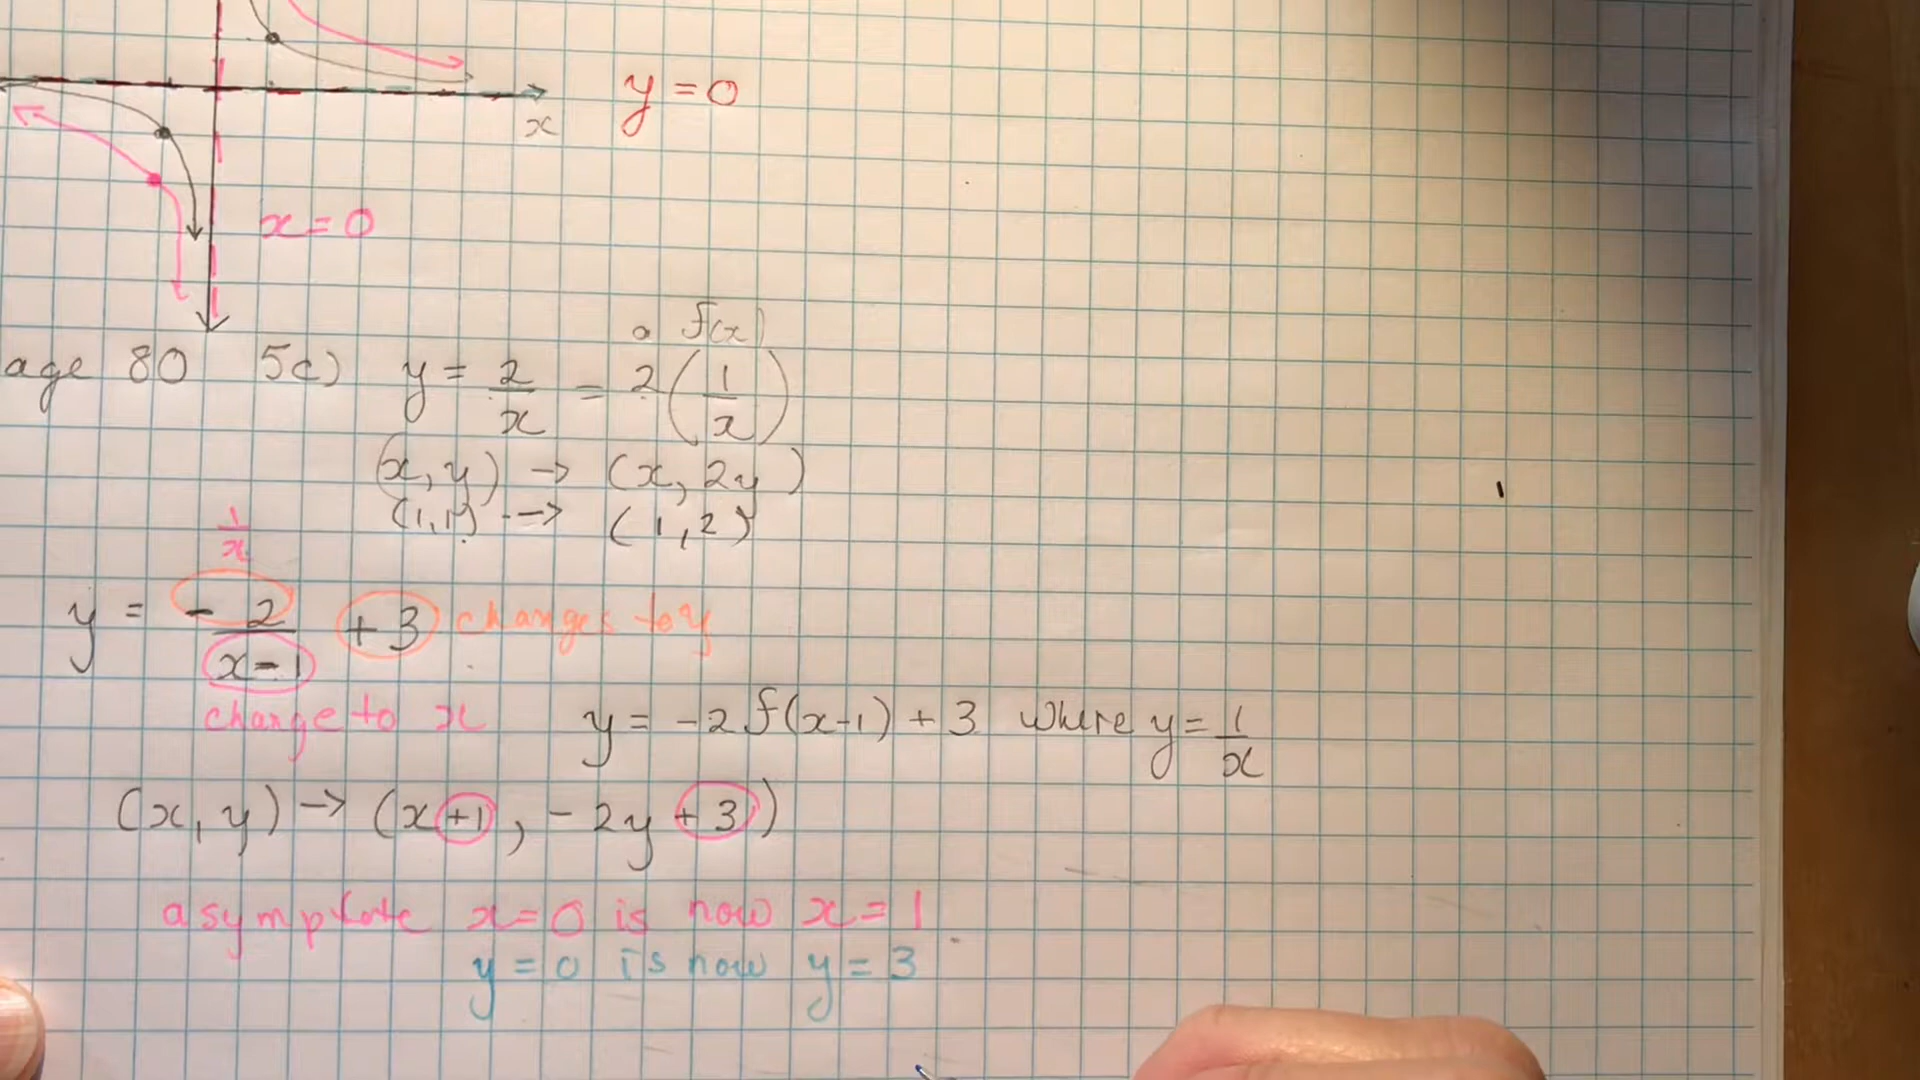 y = 0
x
x = 0
a f(x)
age 80 5c) y = 2/x = 2(1/x)
(x, y) → (x, 2y)
(1,1) → (1,2)
1/x
y = -2/(x-1) +3 changes to y
change to x
y = -2 f(x-1) + 3 where y = 1/x
(x, y) → (x+1, -2y+3)
asymptote x=0 is now x=1
y=0 is now y=3